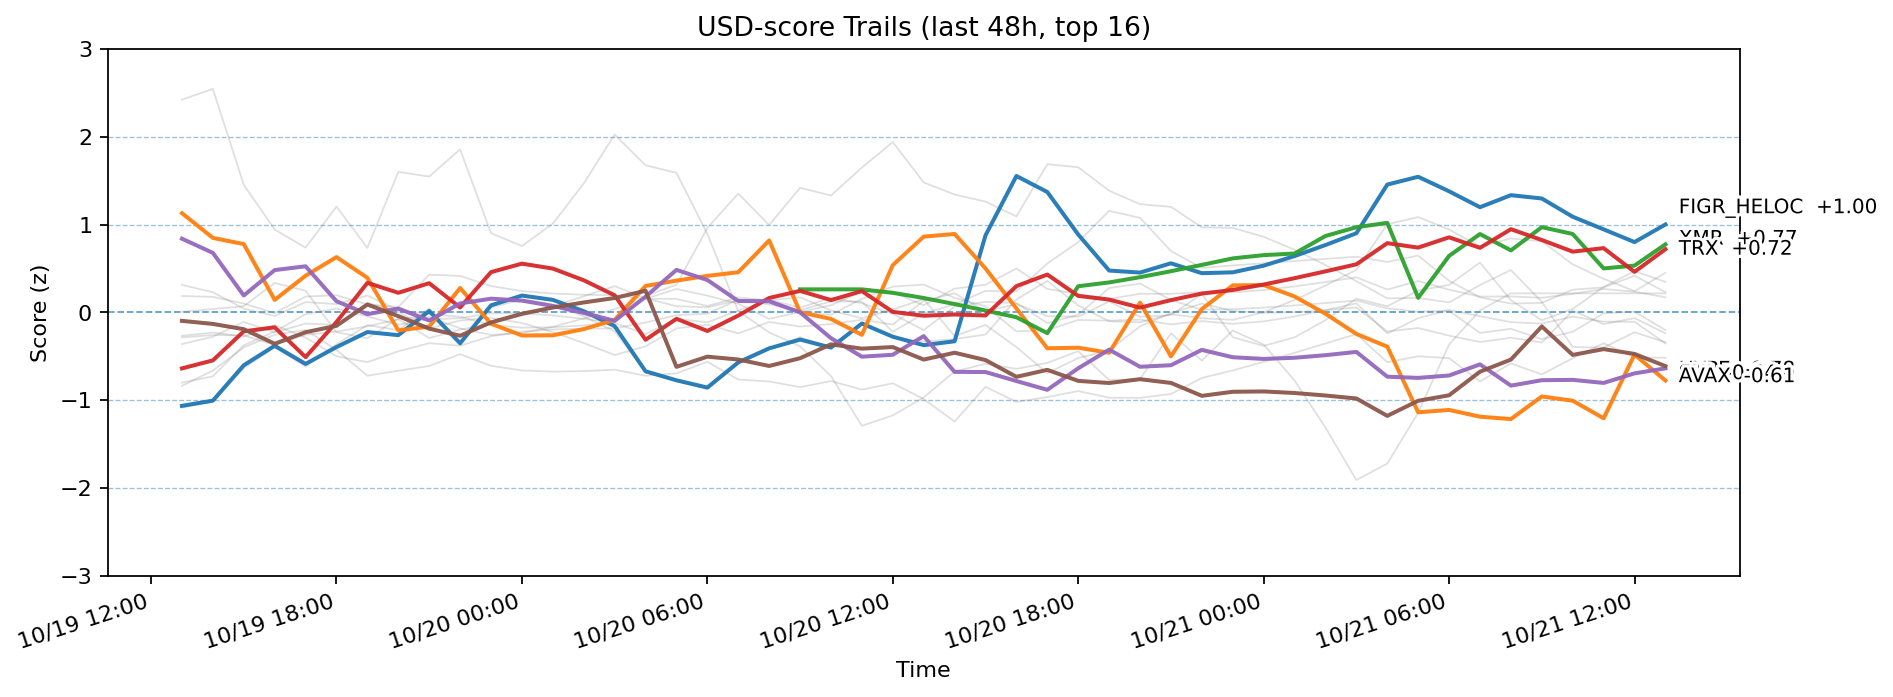 USD-score Trails (last 48h, top 16)
Score (z)
3
2
1
0
−1
−2
−3
FIGR_HELOC +1.00
XMR +0.77
TRX +0.72
AVAX -0.61
10/19 12:00
10/19 18:00
10/20 00:00
10/20 06:00
10/20 12:00
10/20 18:00
10/21 00:00
10/21 06:00
10/21 12:00
Time